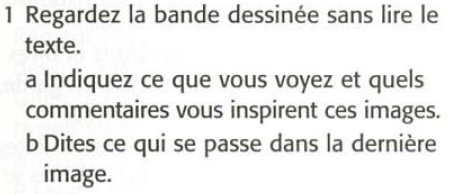 1 Regardez la bande dessinée sans lire le
texte.
a Indiquez ce que vous voyez et quels
commentaires vous inspirent ces images.
b Dites ce qui se passe dans la dernière
image.